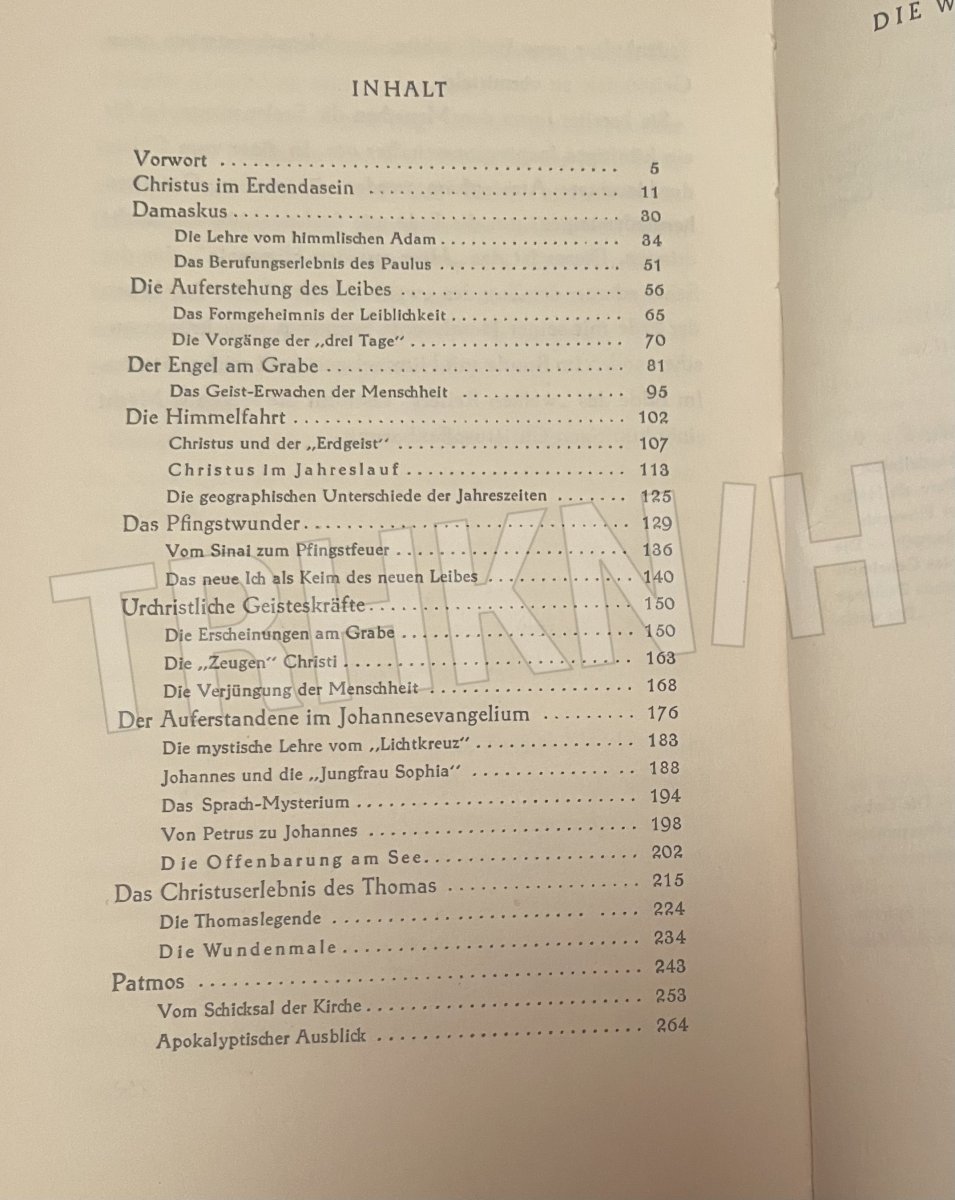 INHALT
Vorwort ........ 5
Christus im Erdendasein ........ 11
Damaskus ........ 30
Die Lehre vom himmlischen Adam ........ 34
Das Berufungserlebnis des Paulus ........ 51
Die Auferstehung des Leibes ........ 56
Das Formgeheimnis der Leiblichkeit ........ 65
Die Vorgänge der „drei Tage“ ........ 70
Der Engel am Grabe ........ 81
Das Geist-Erwachen der Menschheit ........ 95
Die Himmelfahrt ........ 102
Christus und der „Erdgeist“ ........ 107
Christus im Jahreslauf ........ 113
Die geographischen Unterschiede der Jahreszeiten ........ 125
Das Pfingstwunder ........ 129
Vom Sinai zum Pfingstfeuer ........ 136
Das neue Ich als Keim des neuen Leibes ........ 140
Urchristliche Geisteskräfte ........ 150
Die Erscheinungen am Grabe ........ 150
Die „Zeugen“ Christi ........ 163
Die Verjüngung der Menschheit ........ 168
Der Auferstandene im Johannesevangelium ........ 176
Die mystische Lehre vom „Lichtkreuz“ ........ 183
Johannes und die „Jungfrau Sophia“ ........ 188
Das Sprach-Mysterium ........ 194
Von Petrus zu Johannes ........ 198
Die Offenbarung am See ........ 202
Das Christuserlebnis des Thomas ........ 215
Die Thomaslegende ........ 224
Die Wundenmale ........ 234
Patmos ........ 243
Vom Schicksal der Kirche ........ 253
Apokalyptischer Ausblick ........ 264
DIE W
TRHKN/H